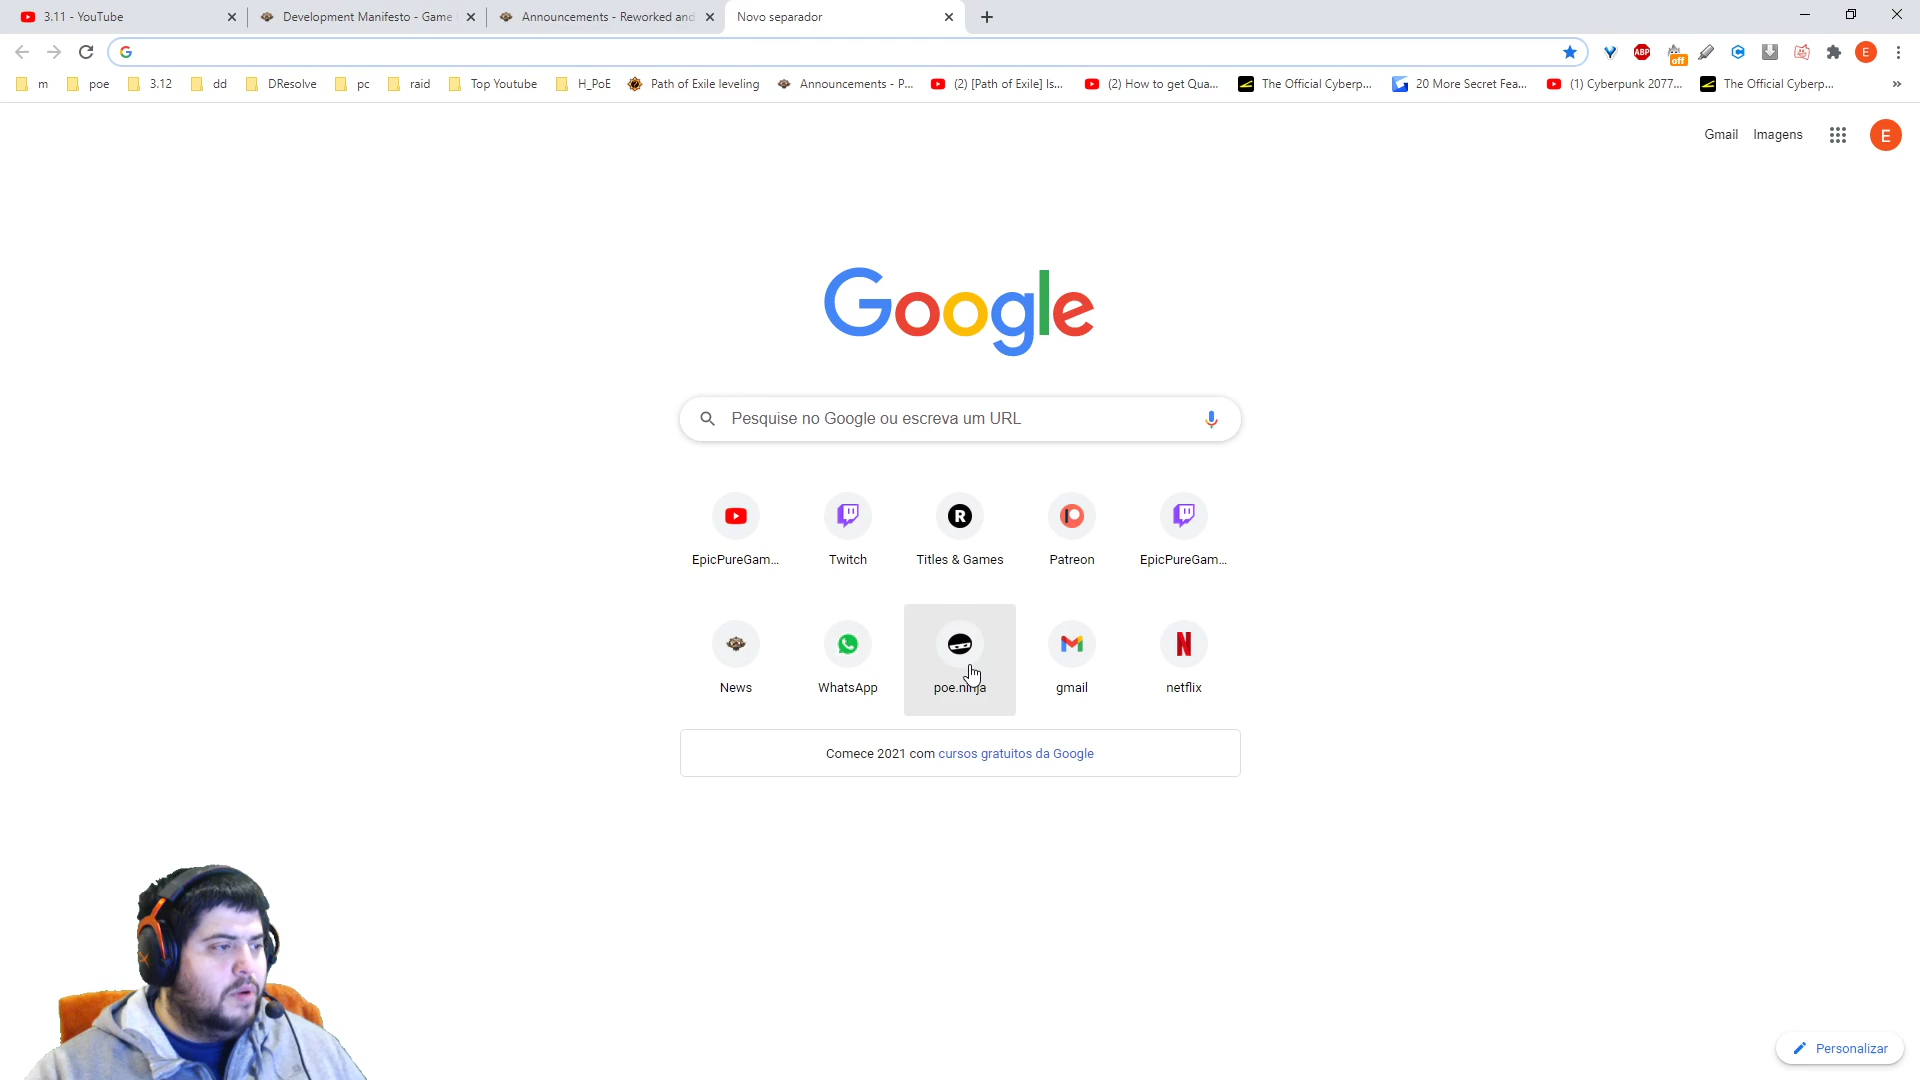 3.11 - YouTube
Development Manifesto - Game
Announcements - Reworked and
Novo separador
ABP
off
E
m
poe
3.12
dd
DResolve
pc
raid
Top Youtube
H_PoE
Path of Exile leveling
Announcements - P...
(2) [Path of Exile] Is...
(2) How to get Qua...
The Official Cyberp...
20 More Secret Fea...
(1) Cyberpunk 2077...
The Official Cyberp...
Gmail
Imagens
E
Google
Pesquise no Google ou escreva um URL
EpicPureGam...
Twitch
Titles & Games
Patreon
EpicPureGam...
News
WhatsApp
poe.ninja
gmail
netflix
Comece 2021 com cursos gratuitos da Google
Personalizar